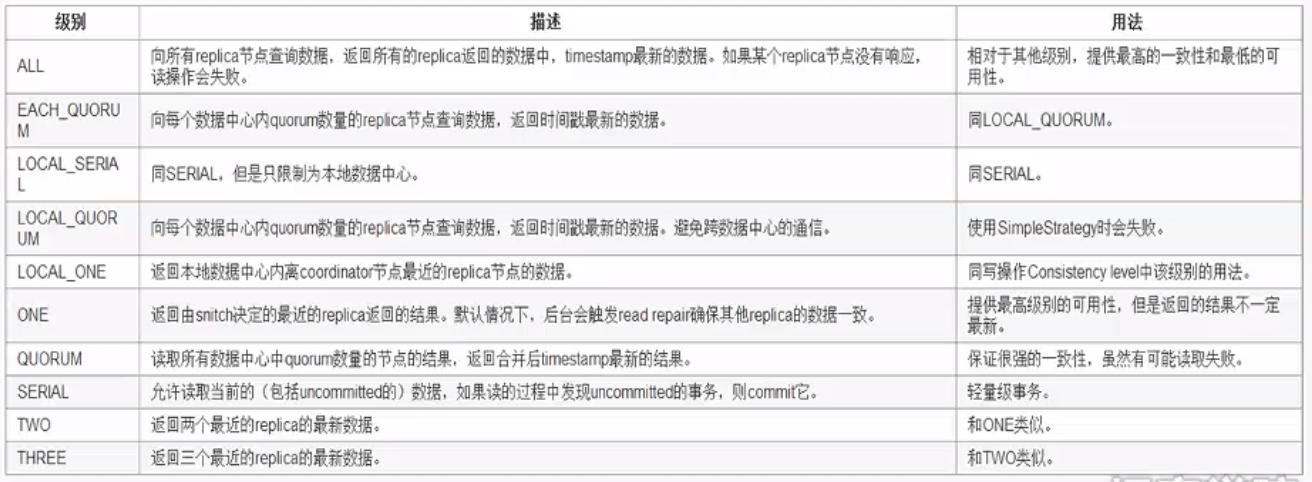 级别 描述 用法
ALL 向所有replica节点查询数据，返回所有的replica返回的数据中，timestamp最新的数据。如果某个replica节点没有响应， 相对于其他级别，提供最高的一致性和最低的可
读操作会失败。 用性。
EACH_QUORU 向每个数据中心内quorum数量的replica节点查询数据，返回时间戳最新的数据。 同LOCAL_QUORUM。
M
LOCAL_SERIA 同SERIAL，但是只限制为本地数据中心。 同SERIAL。
L
LOCAL_QUOR 向每个数据中心内quorum数量的replica节点查询数据，返回时间戳最新的数据。避免跨数据中心的通信。 使用SimpleStrategy时会失败。
UM
LOCAL_ONE 返回本地数据中心内离coordinator节点最近的replica节点的数据。 同写操作Consistency level中该级别的用法。
ONE 返回由snitch决定的最近的replica返回的结果。默认情况下，后台会触发read repair确保其他replica的数据一致。 提供最高级别的可用性，但是返回的结果不一定
最新。
QUORUM 读取所有数据中心中quorum数量的节点的结果，返回合并后timestamp最新的结果。 保证很强的一致性，虽然有可能读取失败。
SERIAL 允许读取当前的（包括uncommitted的）数据，如果读的过程中发现uncommitted的事务，则commit它。 轻量级事务。
TWO 返回两个最近的replica的最新数据。 和ONE类似。
THREE 返回三个最近的replica的最新数据。 和TWO类似。